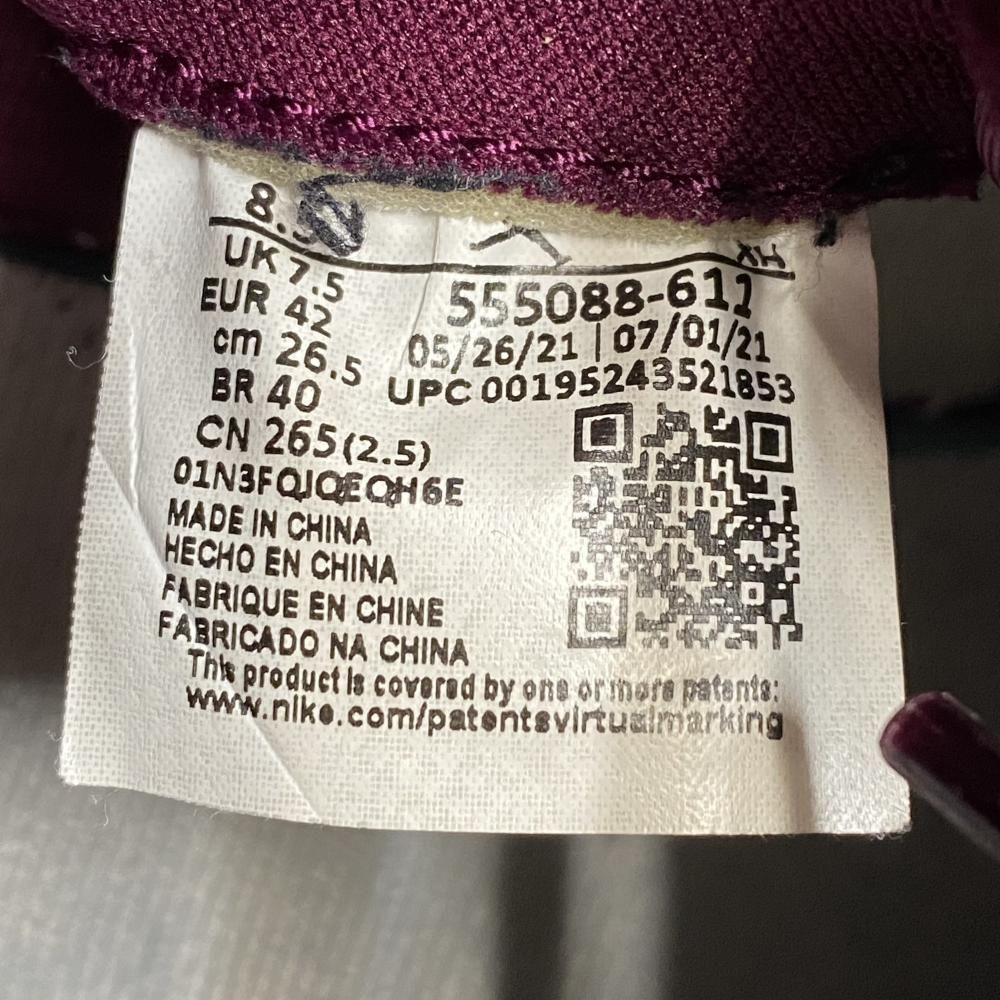 8.5
XH
UK 7.5
EUR 42
cm 26.5
BR 40
CN 265(2.5)
555088-611
05/26/21 | 07/01/21
UPC 00195243521853
01N3FQJQEQH6E
MADE IN CHINA
HECHO EN CHINA
FABRIQUE EN CHINE
FABRICADO NA CHINA
This product is covered by one or more patents:
www.nike.com/patentsvirtualmarking